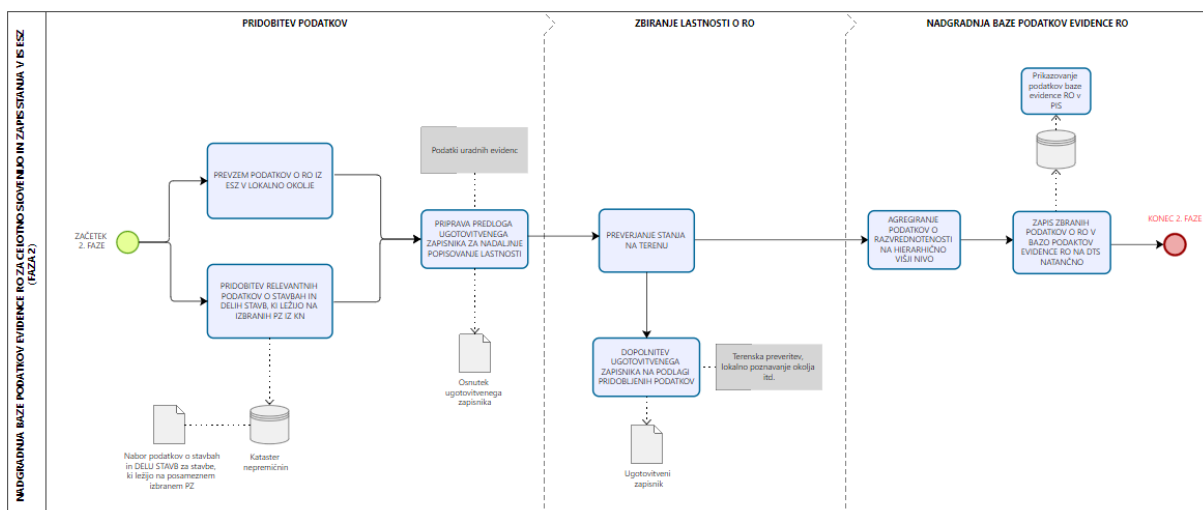 NADGRADNJA BAZE PODATKOV EVIDENCE RO ZA CELOTNO SLOVENIJO IN ZAPIS STANJA V IS ESZ
(FAZA 2)
PRIDOBITEV PODATKOV
ZAČETEK
2. FAZE
PREVZEM PODATKOV O RO IZ
ESZ V LOKALNO OKOLJE
PRIDOBITEV RELEVANTNIH
PODATKOV O STAVBAH IN
DELIH STAVB, KI LEŽIJO NA
IZBRANIH PZ IZ KN
Nabor podatkov o stavbah
in DELU STAVB za stavbe,
ki ležijo na posameznem
izbranem PZ
Kataster
nepremičnin
Podatki uradnih evidenc
PRIPRAVA PREDLOGA
UGOTOVITVENEGA
ZAPISNIKA ZA NADALJNJE
POPISOVANJE LASTNOSTI
Osnutek
ugotovitvenega
zapisnika
ZBIRANJE LASTNOSTI O RO
PREVERJANJE STANJA
NA TERENU
DOPOLNITEV
UGOTOVITVENEGA
ZAPISNIKA NA PODLAGI
PRIDOBLJENIH PODATKOV
Terenska preveritev,
lokalno poznavanje okolja
itd.
Ugotovitveni
zapisnik
NADGRADNJA BAZE PODATKOV EVIDENCE RO
Prikazovanje
podatkov baze
evidence RO v
PIS
AGREGIRANJE
PODATKOV O
RAZVREDNOTENOSTI
NA HIERARHIČNO
VIŠJI NIVO
ZAPIS ZBRANIH
PODATKOV O RO V
BAZO PODAKTOV
EVIDENCE RO NA DTS
NATANČNO
KONEC 2. FAZE